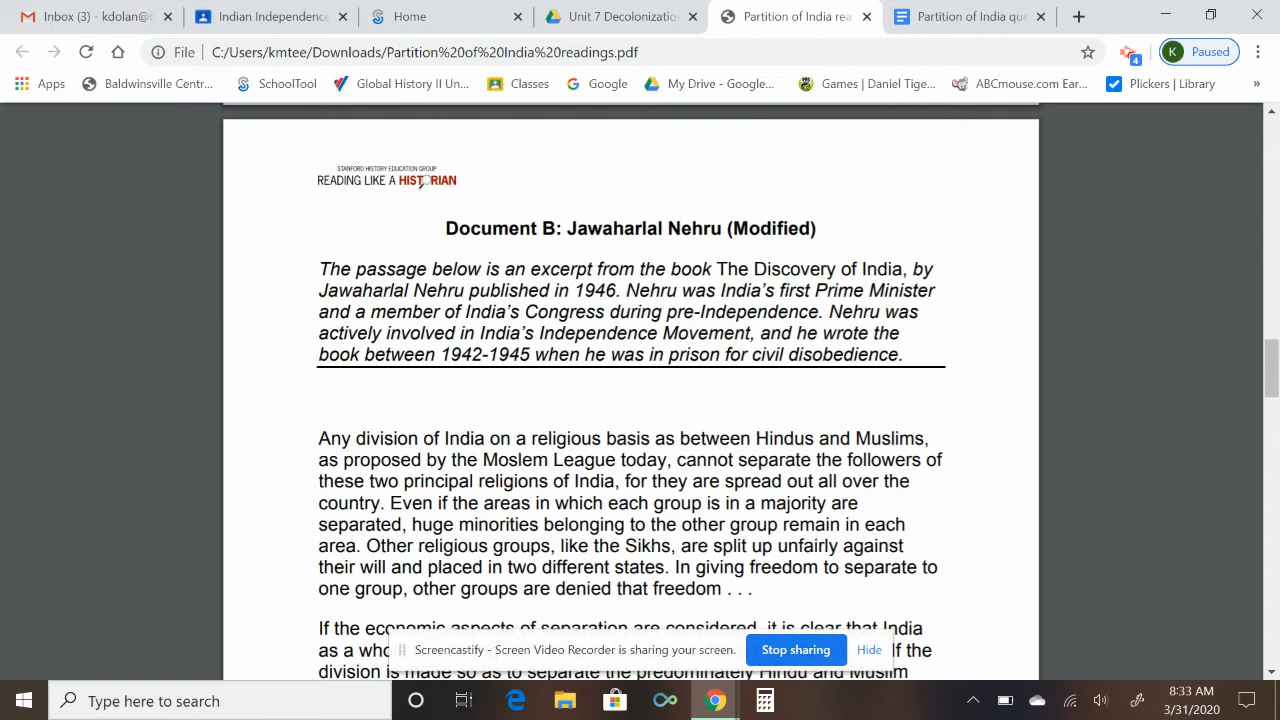 Inbox (3) - kdolan@b
Indian Independence
Home
Unit 7 Decolonizatio
Partition of India rea
Partition of India que
File
C:/Users/kmtee/Downloads/Partition%20of%20India%20readings.pdf
4
K Paused
Apps
Baldwinsville Centr...
SchoolTool
Global History II Un...
Classes
Google
My Drive - Google...
Games | Daniel Tige...
ABCmouse.com Ear...
Plickers | Library
»
STANFORD HISTORY EDUCATION GROUP
READING LIKE A HISTORIAN
Document B: Jawaharlal Nehru (Modified)
The passage below is an excerpt from the book The Discovery of India, by
Jawaharlal Nehru published in 1946. Nehru was India's first Prime Minister
and a member of India's Congress during pre-Independence. Nehru was
actively involved in India's Independence Movement, and he wrote the
book between 1942-1945 when he was in prison for civil disobedience.
Any division of India on a religious basis as between Hindus and Muslims,
as proposed by the Moslem League today, cannot separate the followers of
these two principal religions of India, for they are spread out all over the
country. Even if the areas in which each group is in a majority are
separated, huge minorities belonging to the other group remain in each
area. Other religious groups, like the Sikhs, are split up unfairly against
their will and placed in two different states. In giving freedom to separate to
one group, other groups are denied that freedom . . .
If the economic aspects of separation are considered, it is clear that India
as a who
If the
division is made so as to separate the predominately Hindu and Muslim
Screencastify - Screen Video Recorder is sharing your screen.
Stop sharing
Hide
Type here to search
8:33 AM
3/31/2020